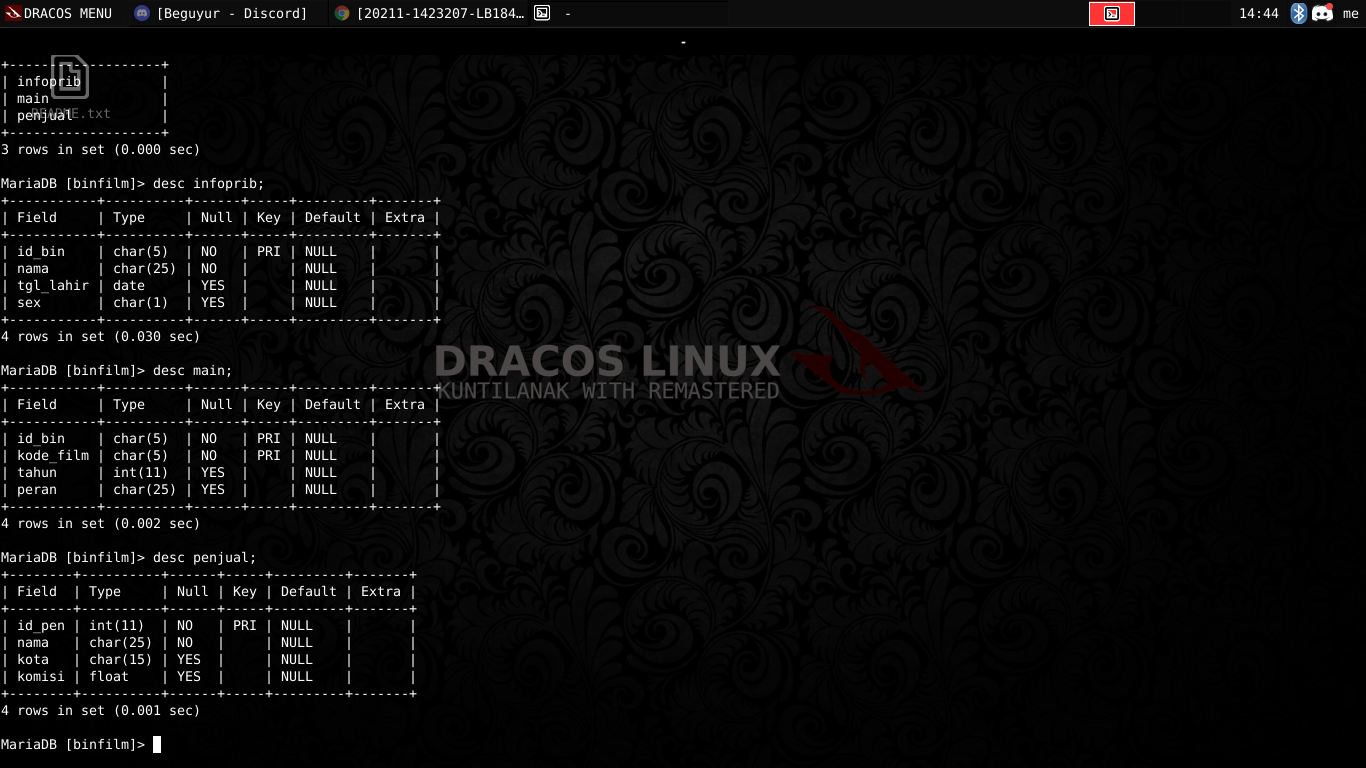 DRACOS MENU [Beguyur - Discord] [20211-1423207-LB184… - 14:44 me
-
+------------------+
| infoprib          |
| main              |
| penjual           |
README.txt
+------------------+
3 rows in set (0.000 sec)
MariaDB [binfilm]> desc infoprib;
+-----------+----------+------+-----+---------+-------+
| Field     | Type     | Null | Key | Default | Extra |
+-----------+----------+------+-----+---------+-------+
| id_bin    | char(5)  | NO   | PRI | NULL    |       |
| nama      | char(25) | NO   |     | NULL    |       |
| tgl_lahir | date     | YES  |     | NULL    |       |
| sex       | char(1)  | YES  |     | NULL    |       |
+-----------+----------+------+-----+---------+-------+
4 rows in set (0.030 sec)
DRACOS LINUX
KUNTILANAK WITH REMASTERED
MariaDB [binfilm]> desc main;
+-----------+----------+------+-----+---------+-------+
| Field     | Type     | Null | Key | Default | Extra |
+-----------+----------+------+-----+---------+-------+
| id_bin    | char(5)  | NO   | PRI | NULL    |       |
| kode_film | char(5)  | NO   | PRI | NULL    |       |
| tahun     | int(11)  | YES  |     | NULL    |       |
| peran     | char(25) | YES  |     | NULL    |       |
+-----------+----------+------+-----+---------+-------+
4 rows in set (0.002 sec)
MariaDB [binfilm]> desc penjual;
+--------+----------+------+-----+---------+-------+
| Field  | Type     | Null | Key | Default | Extra |
+--------+----------+------+-----+---------+-------+
| id_pen | int(11)  | NO   | PRI | NULL    |       |
| nama   | char(25) | NO   |     | NULL    |       |
| kota   | char(15) | YES  |     | NULL    |       |
| komisi | float    | YES  |     | NULL    |       |
+--------+----------+------+-----+---------+-------+
4 rows in set (0.001 sec)
MariaDB [binfilm]>